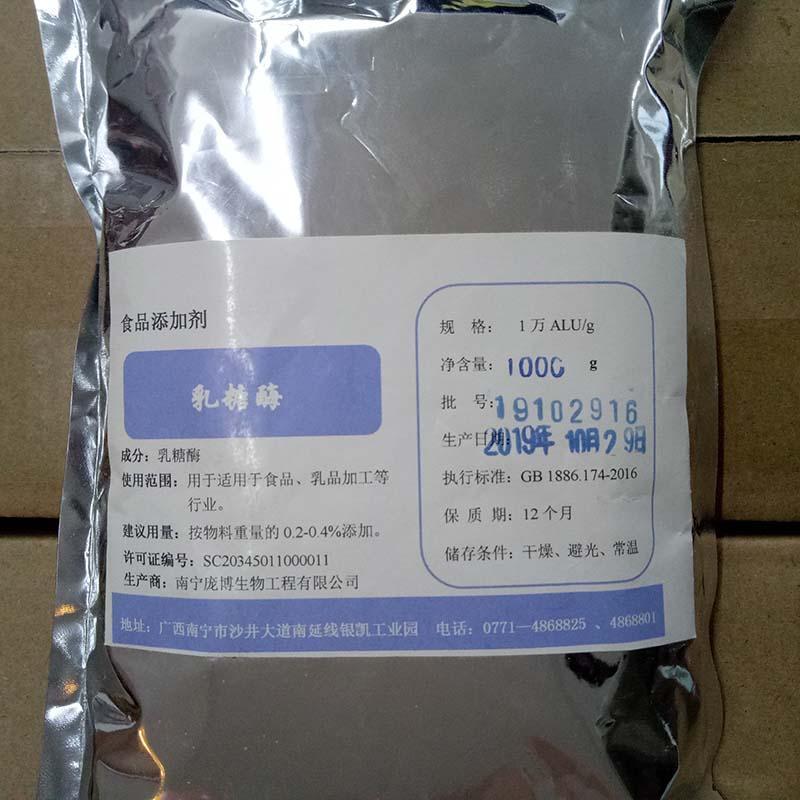 食品添加剂
乳糖酶
成分：乳糖酶
使用范围：用于适用于食品、乳品加工等
行业。
建议用量：按物料重量的 0.2-0.4%添加。
许可证编号：SC20345011000011
生产商：南宁庞博生物工程有限公司
规 格： 1 万 ALU/g
净含量：1000 g
批 号：19102916
生产日期：2019年 10月29日
执行标准：GB 1886.174-2016
保 质 期：12 个月
储存条件：干燥、避光、常温
地址：广西南宁市沙井大道南延线银凯工业园 电话：0771—4868825 、4868801